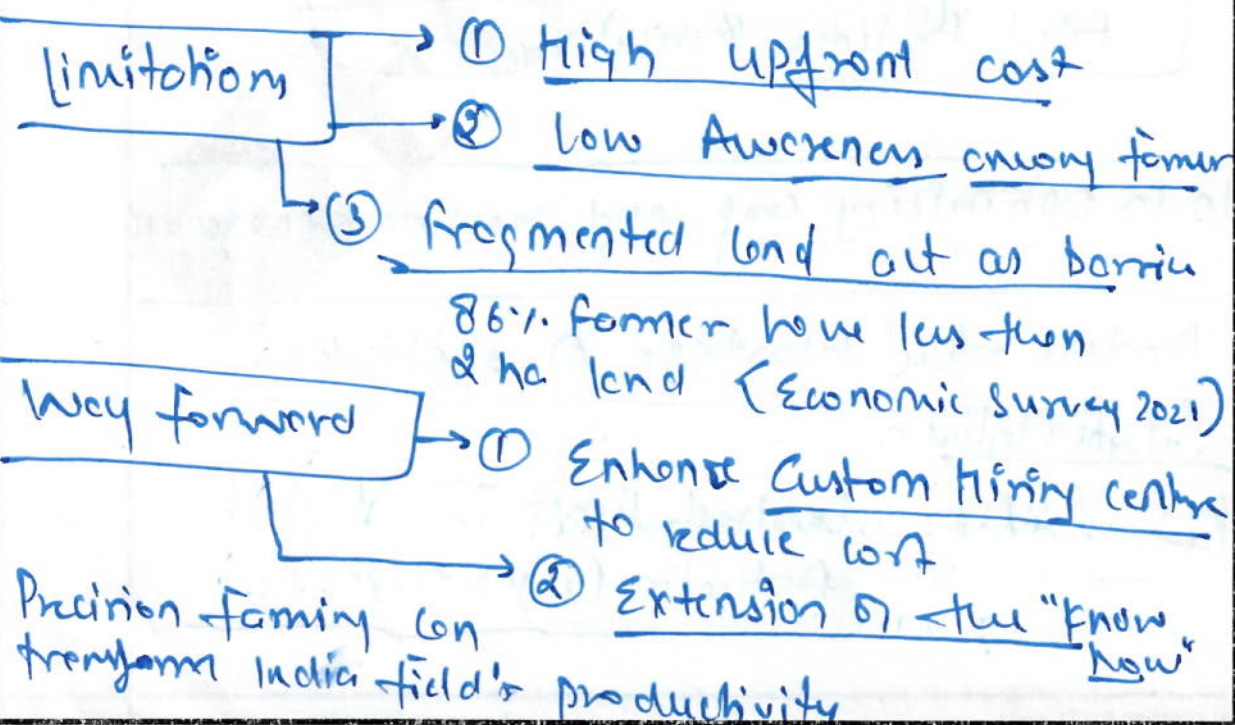 Limitations
① High upfront cost
② Low Awareness among farmer
③ Fragmented land act as barrier
86% farmer have less than
2 ha land (Economic Survey 2021)
Way forward
① Enhance Custom Hiring centre
to reduce cost
② Extension of the "know
how"
Precision farming can
transform India field's productivity